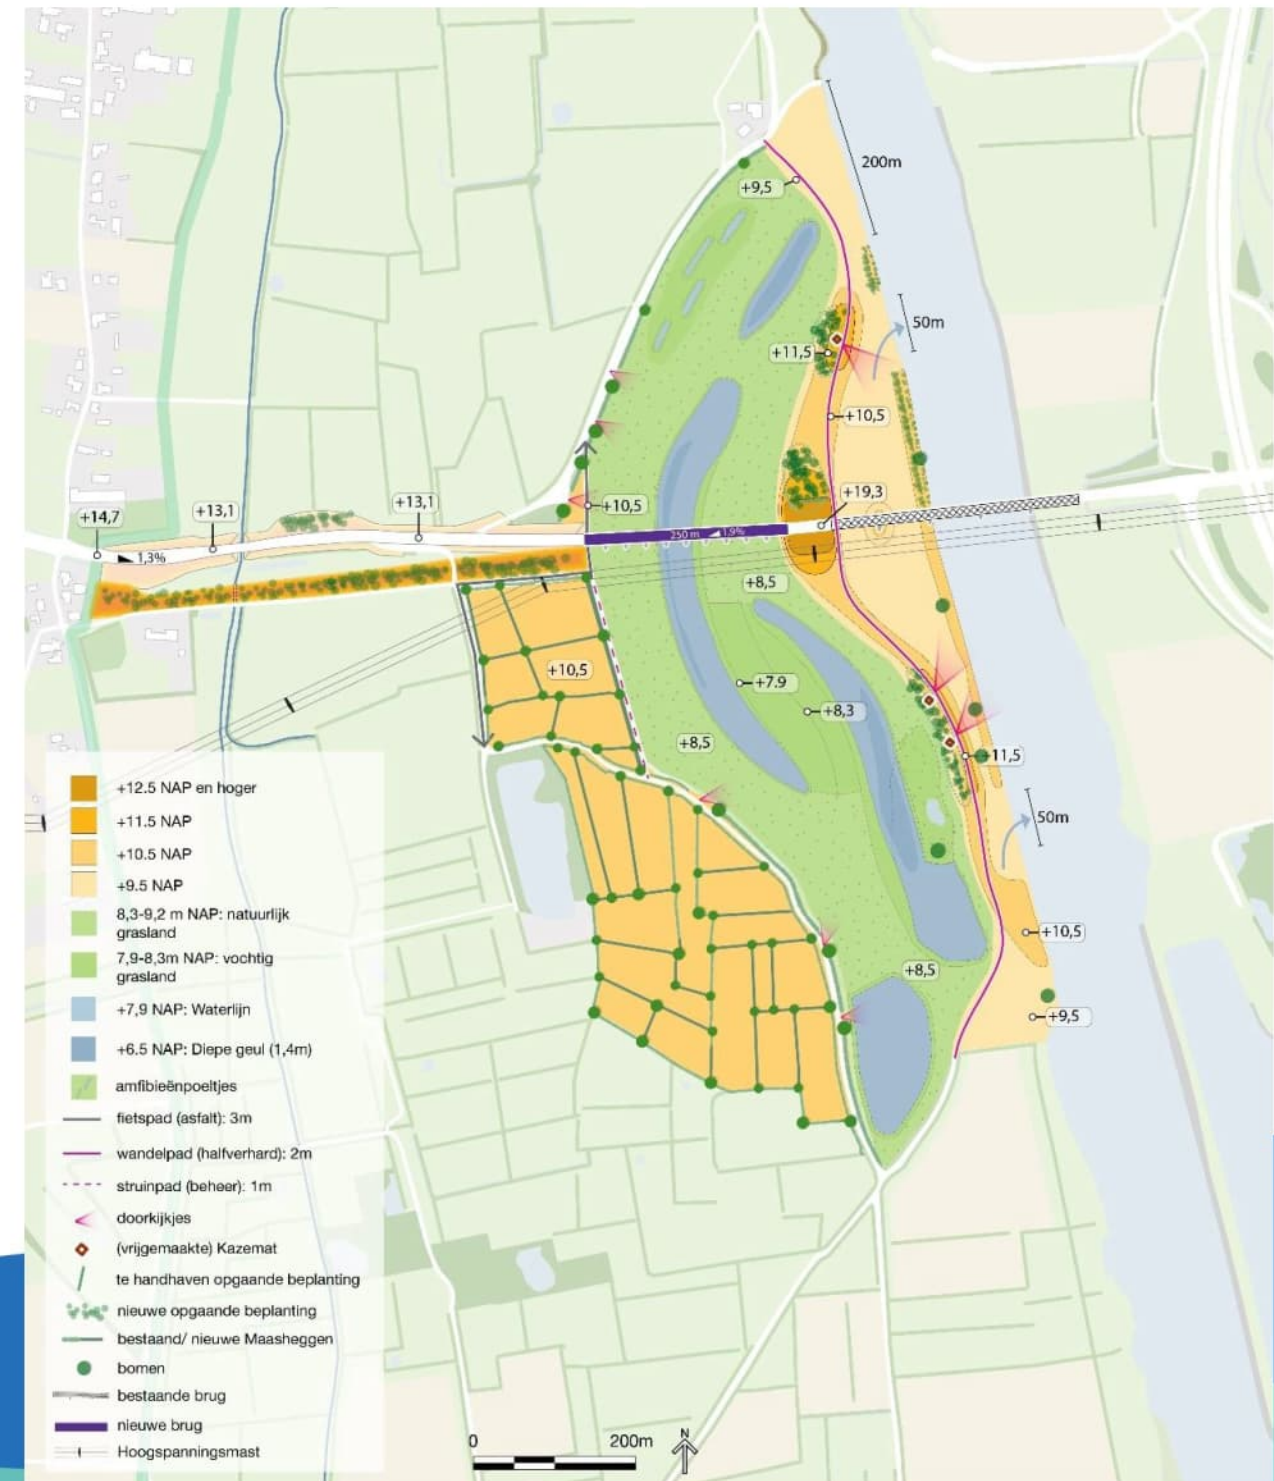 200m
+9,5
50m
+11,5
+10,5
+19,3
+10,5
+13,1
+13,1
+14,7
1,3%
250 m 1,9%
+8,5
+10,5
+7.9
+8,3
+8,5
+11,5
50m
+10,5
+8,5
+9,5
+12.5 NAP en hoger
+11.5 NAP
+10.5 NAP
+9.5 NAP
8,3-9,2 m NAP: natuurlijk
grasland
7,9-8,3m NAP: vochtig
grasland
+7,9 NAP: Waterlijn
+6.5 NAP: Diepe geul (1,4m)
amfibieënpoeltjes
fietspad (asfalt): 3m
wandelpad (halfverhard): 2m
struinpad (beheer): 1m
doorkijkjes
(vrijgemaakte) Kazemat
te handhaven opgaande beplanting
nieuwe opgaande beplanting
bestaand/ nieuwe Maasheggen
bomen
bestaande brug
nieuwe brug
Hoogspanningsmast
0 200m N